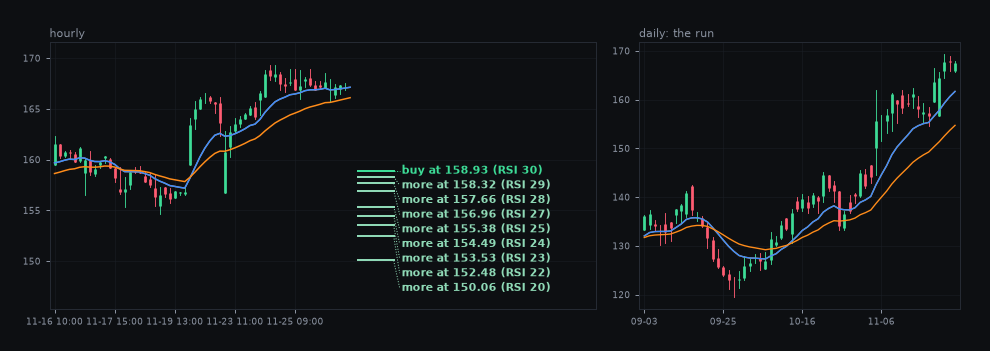 hourly
170
165
160
155
150
buy at 158.93 (RSI 30)
more at 158.32 (RSI 29)
more at 157.66 (RSI 28)
more at 156.96 (RSI 27)
more at 155.38 (RSI 25)
more at 154.49 (RSI 24)
more at 153.53 (RSI 23)
more at 152.48 (RSI 22)
more at 150.06 (RSI 20)
11-16 10:00 11-17 15:00 11-19 13:00 11-23 11:00 11-25 09:00
daily: the run
170
160
150
140
130
120
09-03 09-25 10-16 11-06